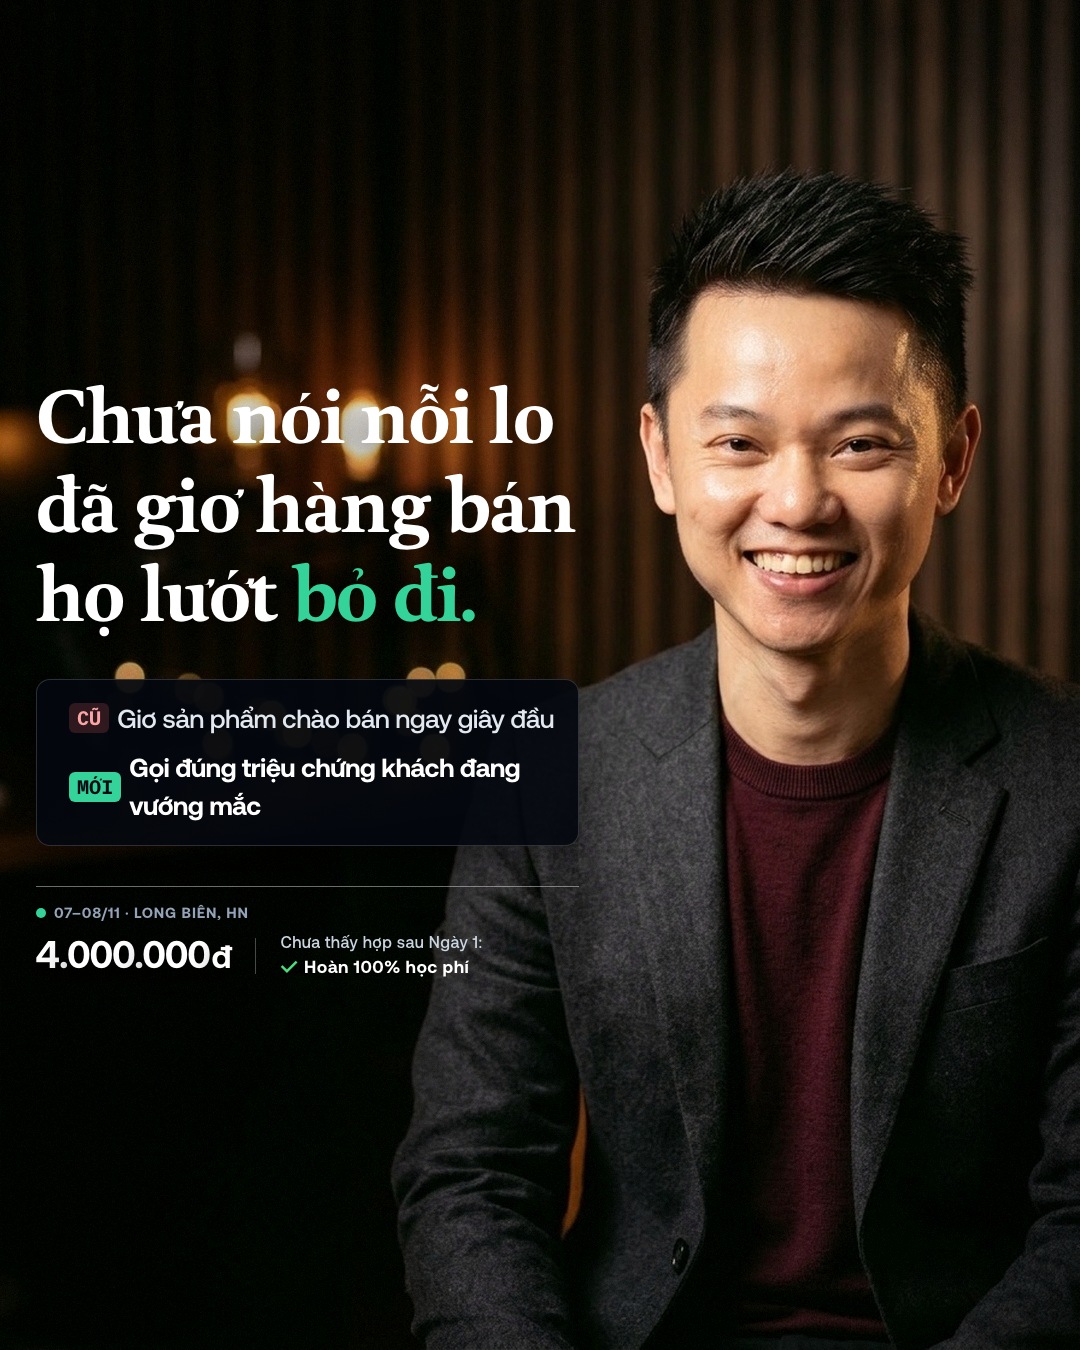 Chưa nói nỗi lo
đã giơ hàng bán
họ lướt bỏ đi.
CŨ Giơ sản phẩm chào bán ngay giây đầu
MỚI Gọi đúng triệu chứng khách đang
vướng mắc
07–08/11 · LONG BIÊN, HN
4.000.000đ
Chưa thấy hợp sau Ngày 1:
✓ Hoàn 100% học phí